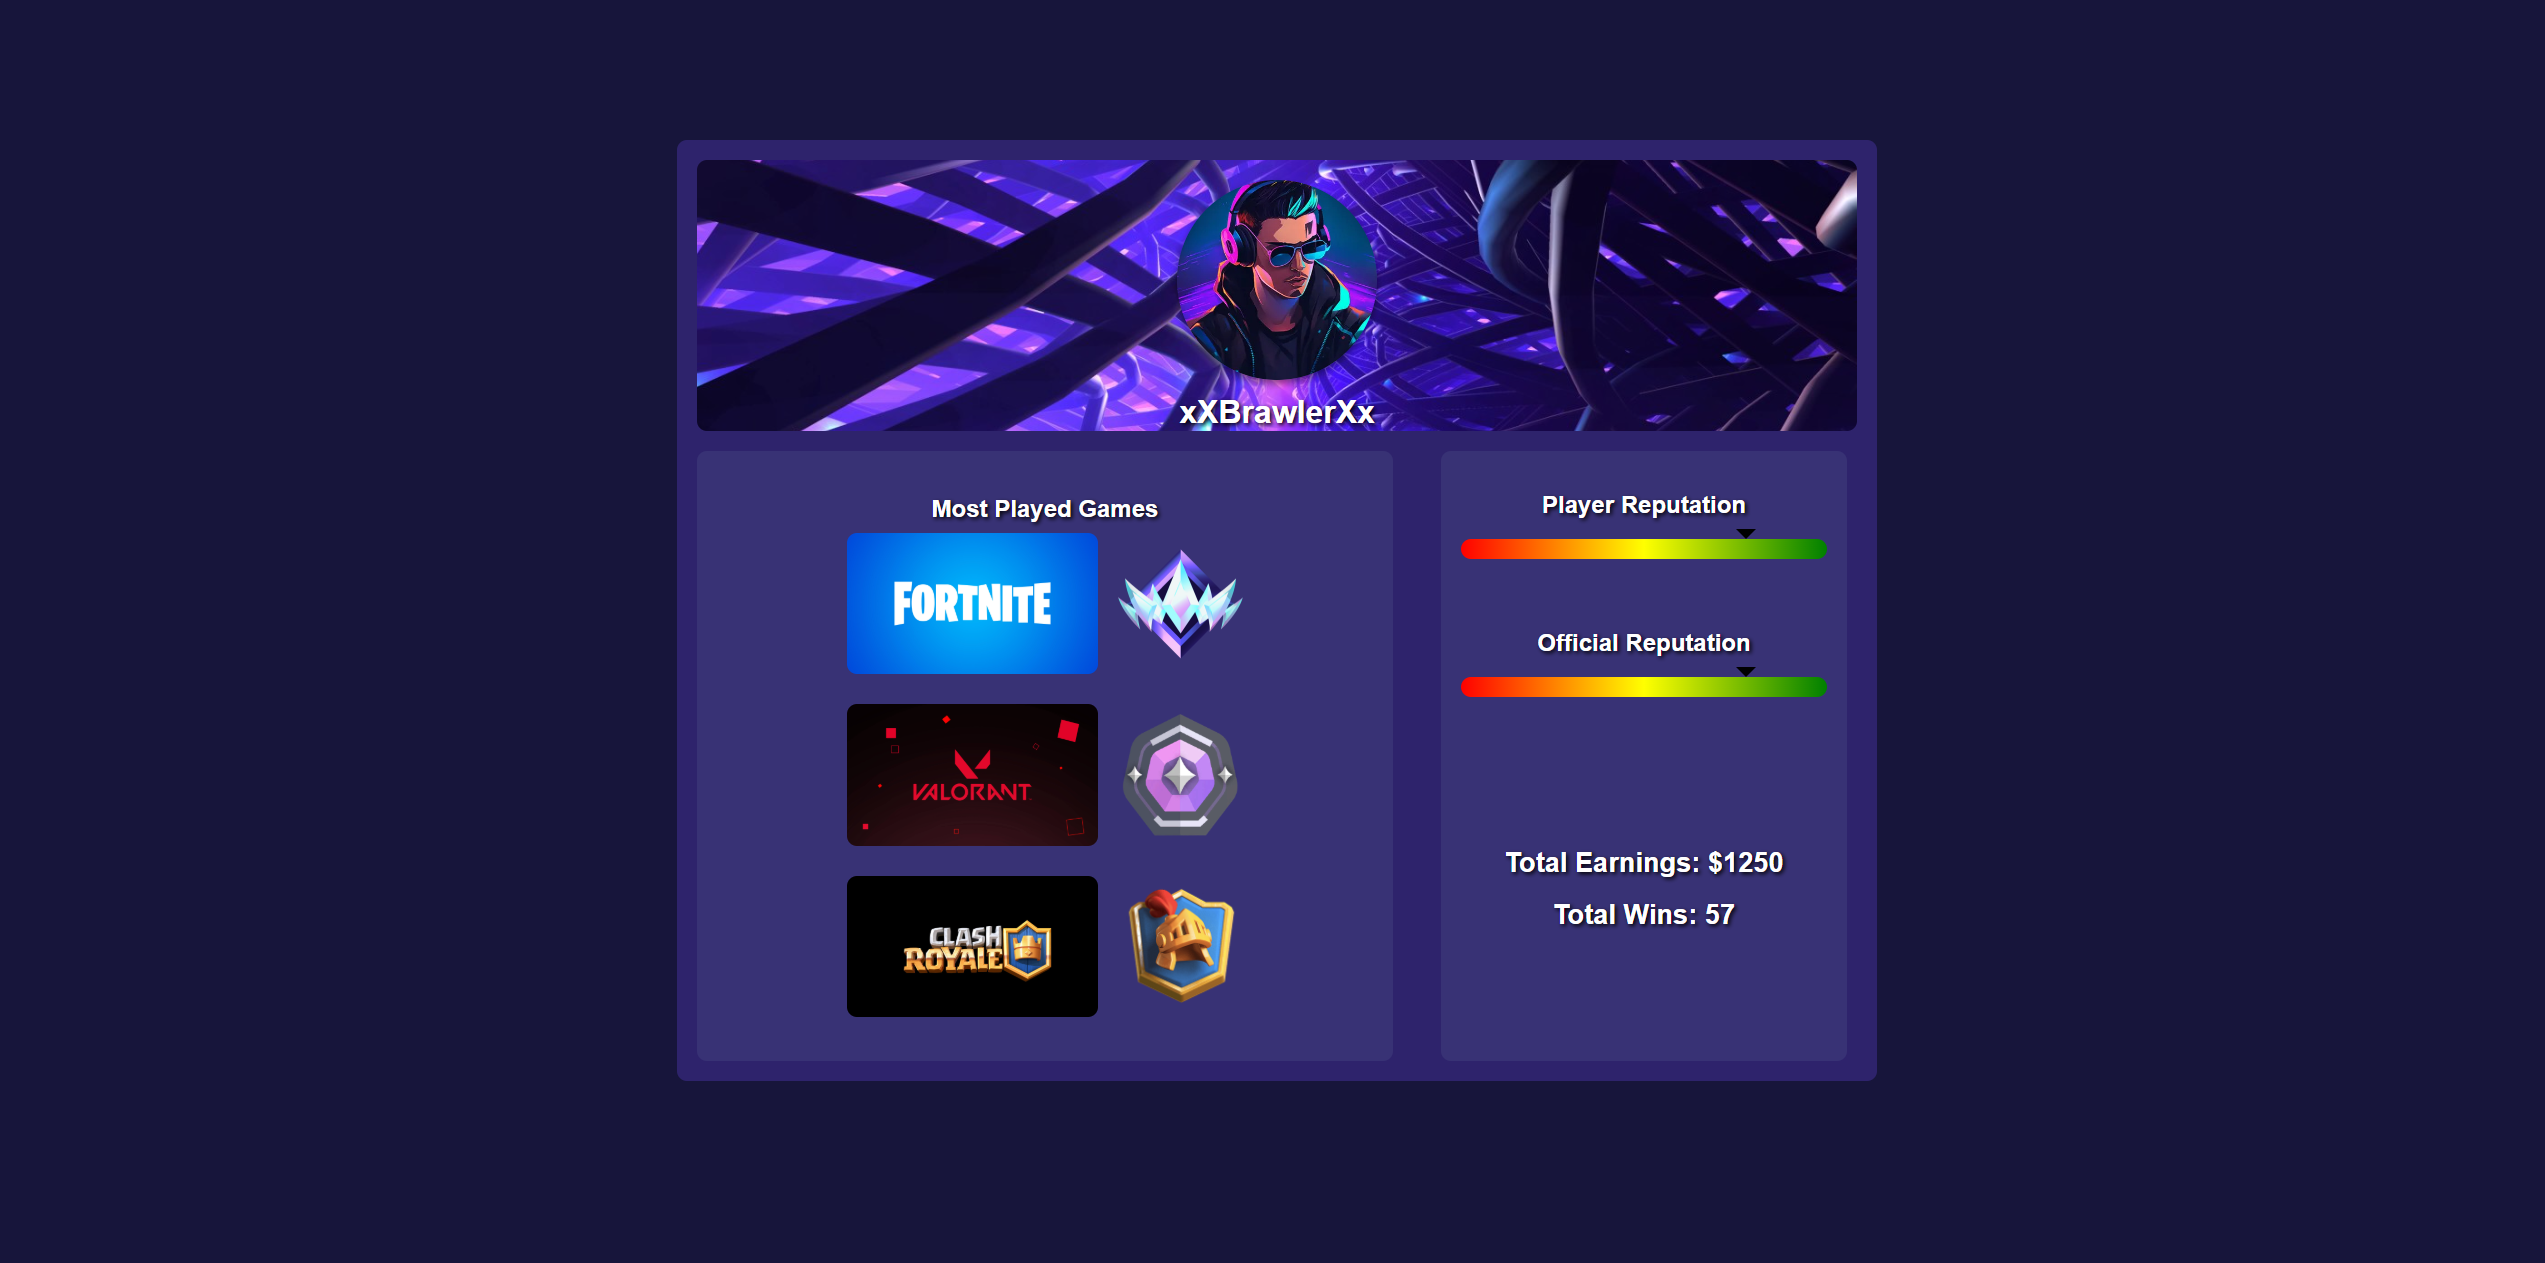 xXBrawlerXx
Most Played Games
FORTNITE
VALORANT
CLASH
ROYALE
Player Reputation
Official Reputation
Total Earnings: $1250
Total Wins: 57